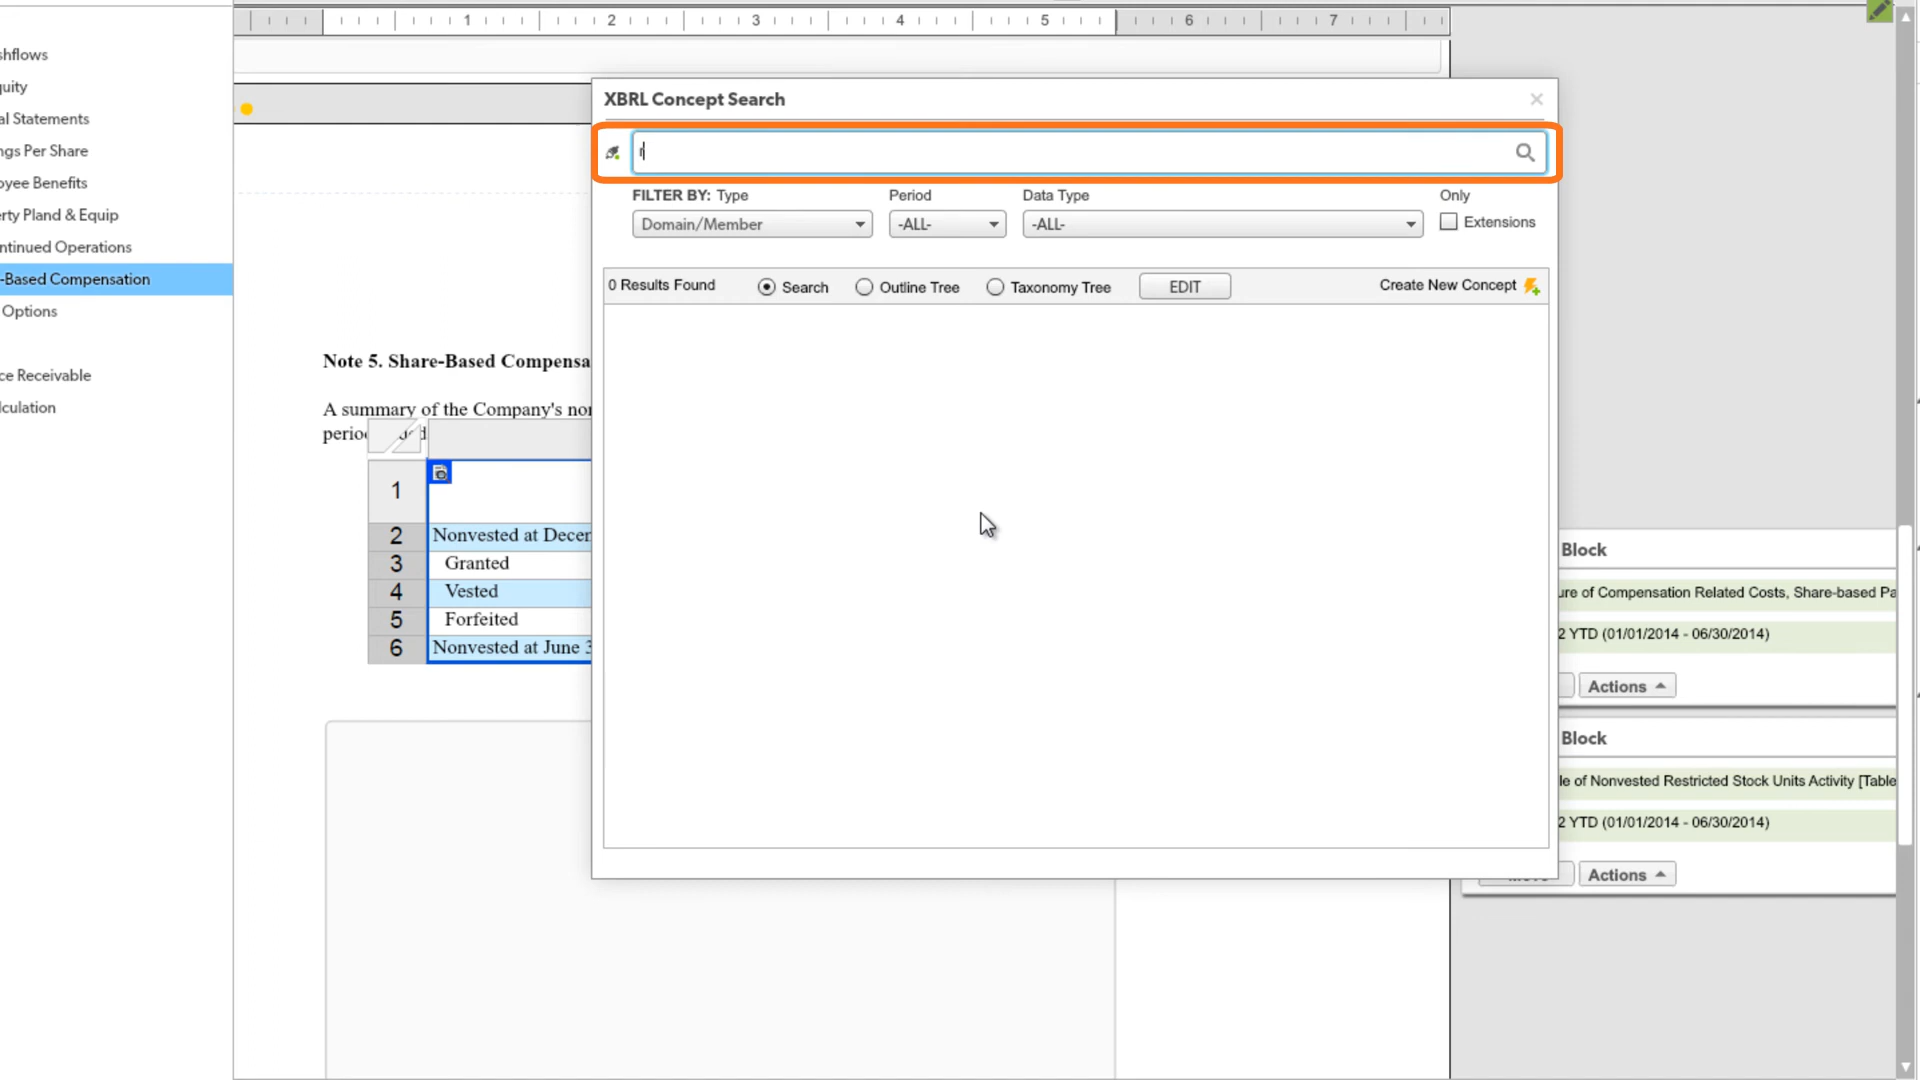 1 2 3 4 5 6 7
shflows
quity
al Statements
ngs Per Share
oyee Benefits
rty Pland & Equip
ntinued Operations
-Based Compensation
Options
ce Receivable
lculation
XBRL Concept Search
r
FILTER BY: Type Period Data Type Only
Domain/Member -ALL- -ALL- Extensions
0 Results Found Search Outline Tree Taxonomy Tree EDIT Create New Concept
Note 5. Share-Based Compensa
A summary of the Company's non
perio d
1
2 Nonvested at Decem
3 Granted
4 Vested
5 Forfeited
6 Nonvested at June 3
Block
ure of Compensation Related Costs, Share-based Pa
2 YTD (01/01/2014 - 06/30/2014)
Actions
Block
le of Nonvested Restricted Stock Units Activity [Table
2 YTD (01/01/2014 - 06/30/2014)
Actions